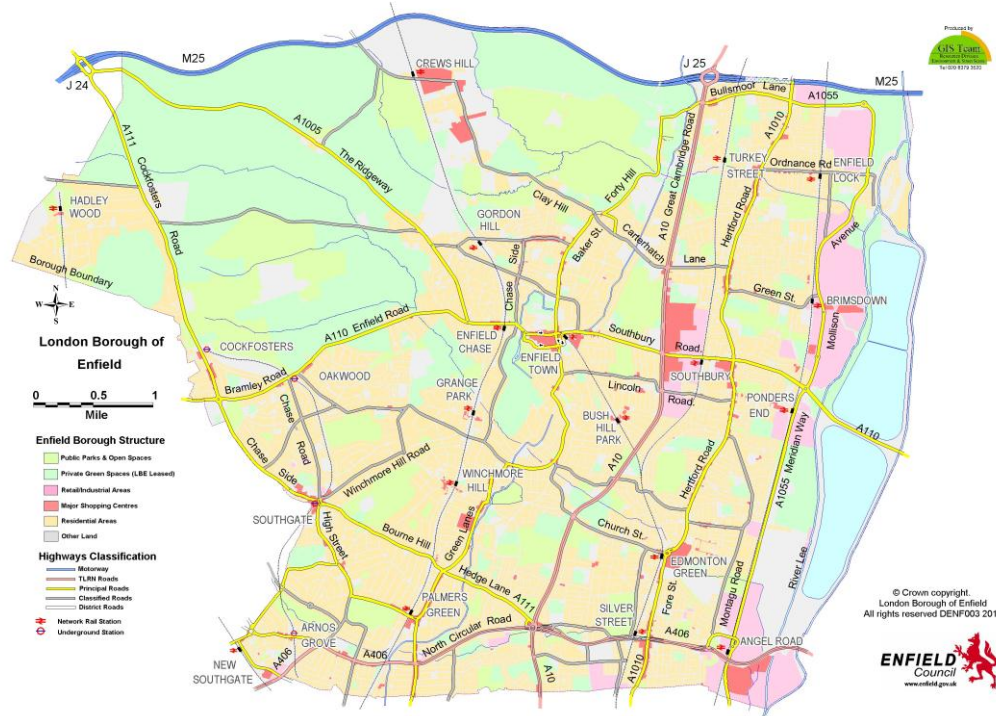 Produced by
GIS Team
M25
J 24
CREWS HILL
J 25
M25
Bullsmoor Lane
A1055
A111
A1005
A1010
The Ridgeway
Cockfosters
Road
HADLEY
WOOD
Borough Boundary
Forty Hill
A10 Great Cambridge Road
TURKEY
STREET
Ordnance Rd
ENFIELD
LOCK
Clay Hill
GORDON
HILL
Baker St.
Carterhatch
Lane
Hertford Road
Avenue
Chase Side
Green St.
BRIMSDOWN
Mollison
N
W E
S
London Borough of
Enfield
0 0.5 1
Mile
COCKFOSTERS
A110 Enfield Road
ENFIELD
CHASE
ENFIELD
TOWN
Southbury
Road.
SOUTHBURY
Bramley Road
OAKWOOD
GRANGE
PARK
Lincoln
Road.
BUSH
HILL
PARK
PONDERS
END
A110
Chase
Road
Chase
Side
Winchmore Hill Road
WINCHMORE
HILL
A10
Hertford Road
A1055 Meridian Way
Enfield Borough Structure
Public Parks & Open Spaces
Private Green Spaces (LBE Leased)
Retail/Industrial Areas
Major Shopping Centres
Residential Areas
Other Land
Highways Classification
Motorway
TLRN Roads
Principal Roads
Classified Roads
District Roads
Network Rail Station
Underground Station
SOUTHGATE
High Street
Bourne Hill
Green Lanes
Church St.
EDMONTON
GREEN
River Lee
Hedge Lane
A111
Fore St.
Montagu Road
PALMERS
GREEN
SILVER
STREET
ARNOS
GROVE
North Circular Road
A406
ANGEL ROAD
NEW
SOUTHGATE
A406
A406
A10
A1010
© Crown copyright.
London Borough of Enfield
All rights reserved DENF003 201
ENFIELD
Council
www.enfield.gov.uk